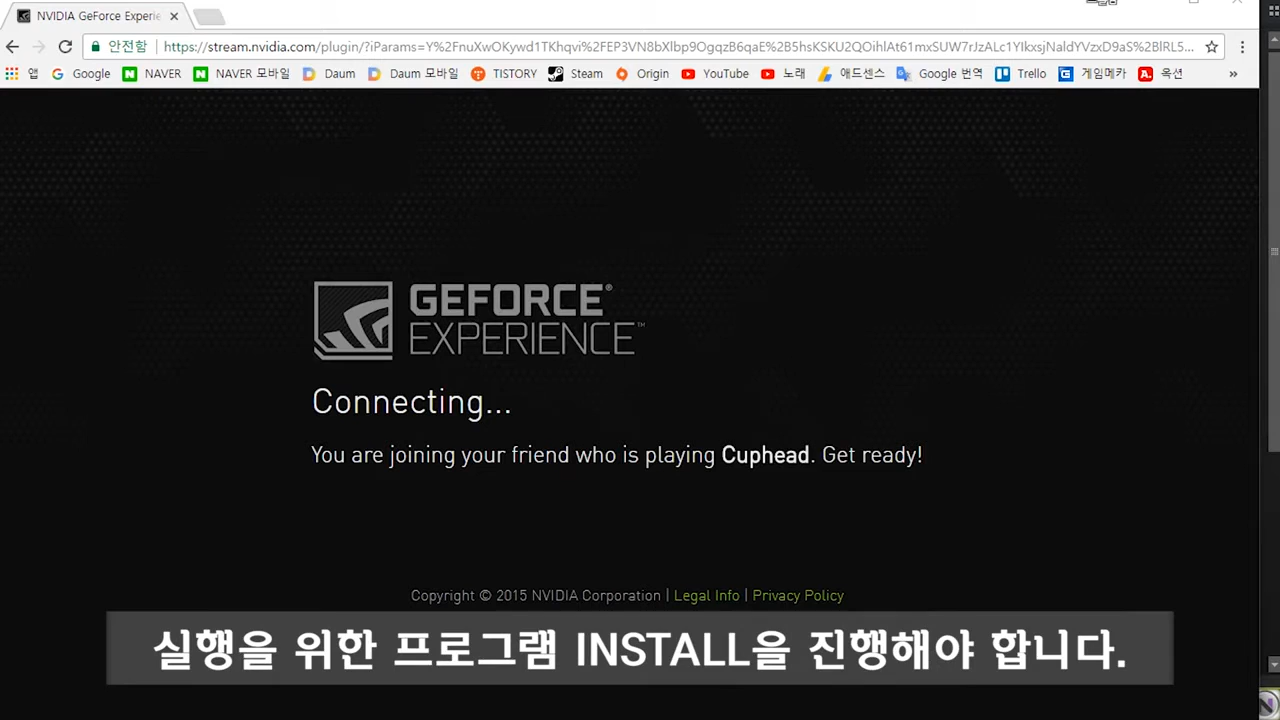 NVIDIA GeForce Experie
안전함 https://stream.nvidia.com/plugin/?iParams=Y%2FmuXwOKywd1TKhqvi%2FEP3VN8bXlbp9OgqzB6qaE%2B5hsKSKU2QOihlAt61mxSUW7rJzALc1YIkxsjNaldYVzxD9aS%2BlRL5...
앱 Google NAVER NAVER 모바일 Daum Daum 모바일 TISTORY Steam Origin YouTube 노래 애드센스 Google 번역 Trello 게임메카 옥션 »
GEFORCE®
EXPERIENCE™
Connecting...
You are joining your friend who is playing Cuphead. Get ready!
Copyright © 2015 NVIDIA Corporation | Legal Info | Privacy Policy
실행을 위한 프로그램 INSTALL을 진행해야 합니다.